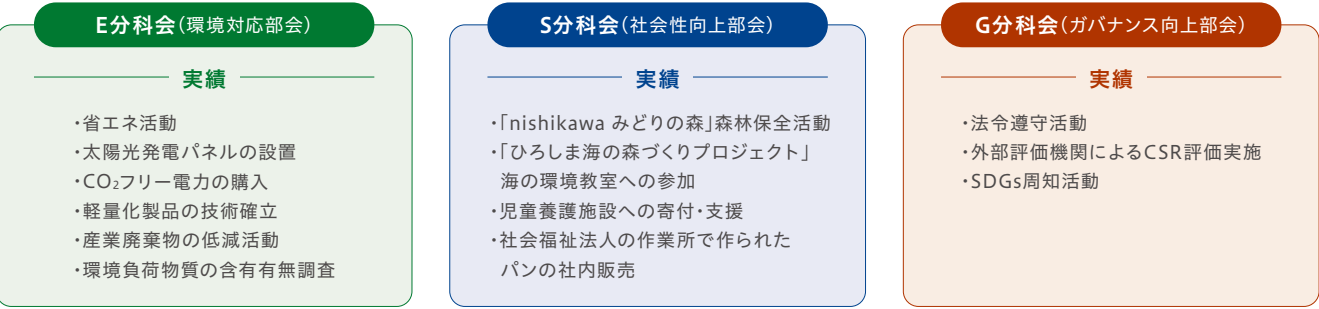 E分科会(環境対応部会)
実績
・省エネ活動
・太陽光発電パネルの設置
・CO₂フリー電力の購入
・軽量化製品の技術確立
・産業廃棄物の低減活動
・環境負荷物質の含有有無調査
S分科会(社会性向上部会)
実績
・「nishikawa みどりの森」森林保全活動
・「ひろしま海の森づくりプロジェクト」
海の環境教室への参加
・児童養護施設への寄付・支援
・社会福祉法人の作業所で作られた
パンの社内販売
G分科会(ガバナンス向上部会)
実績
・法令遵守活動
・外部評価機関によるCSR評価実施
・SDGs周知活動